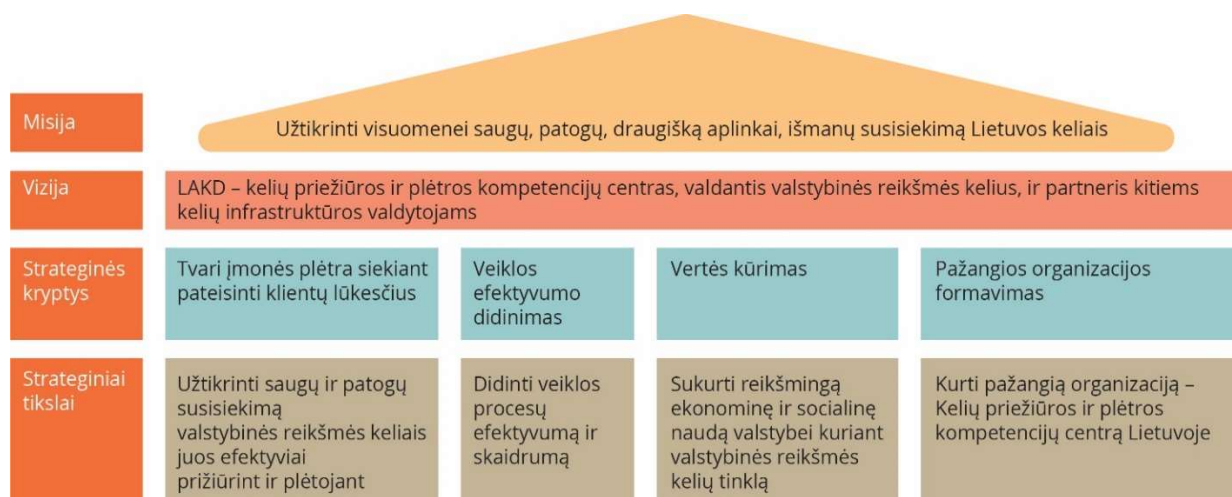 Misija
Užtikrinti visuomenei saugų, patogų, draugišką aplinkai, išmanų susisiekimą Lietuvos keliais
Vizija
LAKD – kelių priežiūros ir plėtros kompetencijų centras, valdantis valstybinės reikšmės kelius, ir partneris kitiems
kelių infrastruktūros valdytojams
Strateginės
kryptys
Tvari įmonės plėtra siekiant
pateisinti klientų lūkesčius
Veiklos
efektyvumo
didinimas
Vertės kūrimas
Pažangios organizacijos
formavimas
Strateginiai
tikslai
Užtikrinti saugų ir patogų
susisiekimą
valstybinės reikšmės keliais
juos efektyviai
prižiūrint ir plėtojant
Didinti veiklos
procesų
efektyvumą ir
skaidrumą
Sukurti reikšmingą
ekonominę ir socialinę
naudą valstybei kuriant
valstybinės reikšmės
kelių tinklą
Kurti pažangią organizaciją –
Kelių priežiūros ir plėtros
kompetencijų centrą Lietuvoje